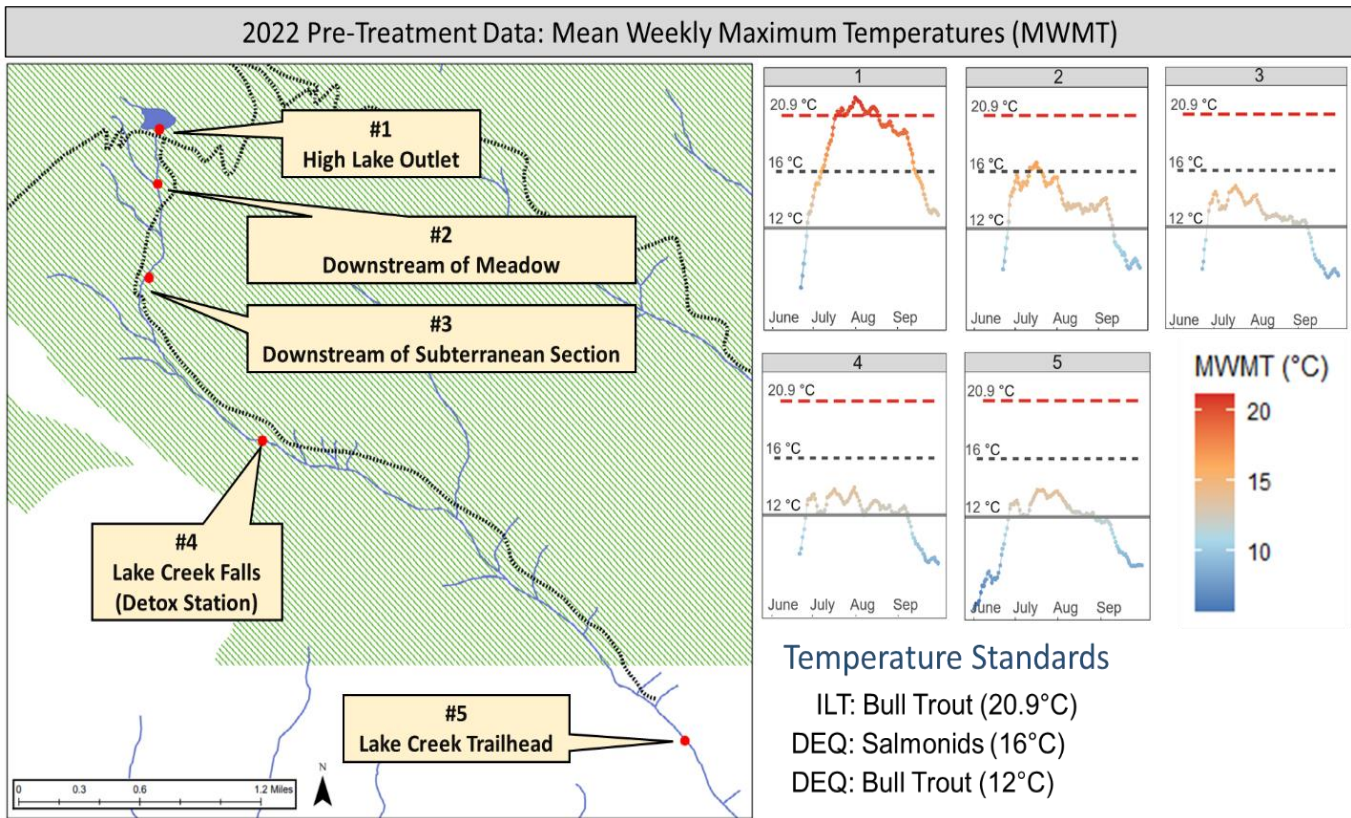 2022 Pre-Treatment Data: Mean Weekly Maximum Temperatures (MWMT)
#1
High Lake Outlet
#2
Downstream of Meadow
#3
Downstream of Subterranean Section
#4
Lake Creek Falls
(Detox Station)
#5
Lake Creek Trailhead
0 0.3 0.6 1.2 Miles
N
1
20.9 °C
16 °C
12 °C
June July Aug Sep
2
20.9 °C
16 °C
12 °C
June July Aug Sep
3
20.9 °C
16 °C
12 °C
June July Aug Sep
4
20.9 °C
16 °C
12 °C
June July Aug Sep
5
20.9 °C
16 °C
12 °C
June July Aug Sep
MWMT (°C)
20
15
10
Temperature Standards
ILT: Bull Trout (20.9°C)
DEQ: Salmonids (16°C)
DEQ: Bull Trout (12°C)